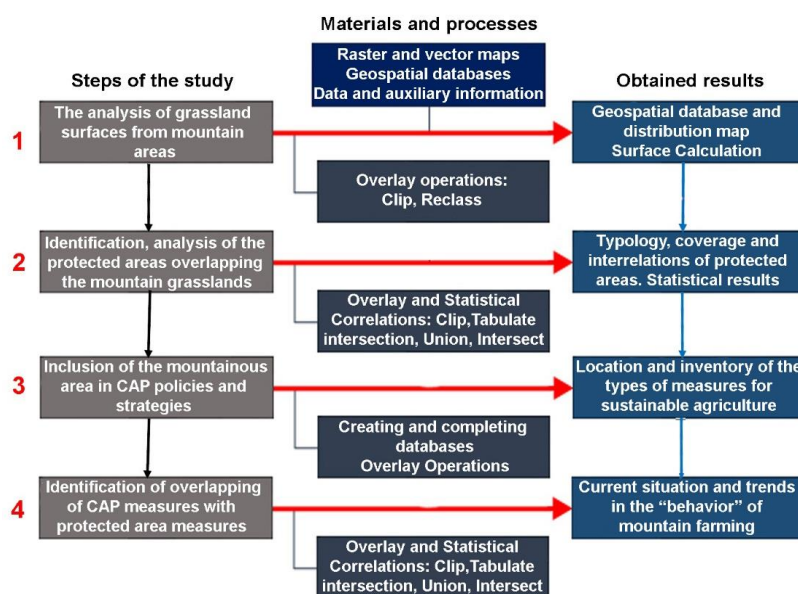 Materials and processes
Raster and vector maps
Geospatial databases
Data and auxiliary information
Steps of the study
Obtained results
1
The analysis of grassland
surfaces from mountain
areas
Geospatial database and
distribution map
Surface Calculation
Overlay operations:
Clip, Reclass
2
Identification, analysis of the
protected areas overlapping
the mountain grasslands
Typology, coverage and
interrelations of protected
areas. Statistical results
Overlay and Statistical
Correlations: Clip,Tabulate
intersection, Union, Intersect
3
Inclusion of the mountainous
area in CAP policies and
strategies
Location and inventory of the
types of measures for
sustainable agriculture
Creating and completing
databases
Overlay Operations
4
Identification of overlapping
of CAP measures with
protected area measures
Current situation and trends
in the “behavior” of
mountain farming
Overlay and Statistical
Correlations: Clip,Tabulate
intersection, Union, Intersect